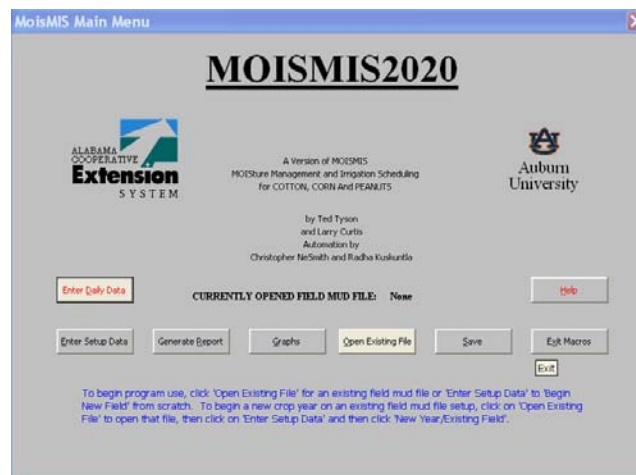 MoisMIS Main Menu
MOISMIS2020
ALABAMA
COOPERATIVE
Extension
SYSTEM
A Version of MOISMIS
MOISture Management and Irrigation Scheduling
for COTTON, CORN And PEANUTS
AU
Auburn
University
by Ted Tyson
and Larry Curtis
Automation by
Christopher NeSmith and Radha Kuskuntla
Enter Daily Data
CURRENTLY OPENED FIELD MUD FILE: None
Help
Enter Setup Data
Generate Report
Graphs
Open Existing File
Save
Exit Macros
Exit
To begin program use, click 'Open Existing File' for an existing field mud file or 'Enter Setup Data' to 'Begin
New Field' from scratch. To begin a new crop year on an existing field mud file setup, click on 'Open Existing
File' to open that file, then click on 'Enter Setup Data' and then click 'New Year/Existing Field'.